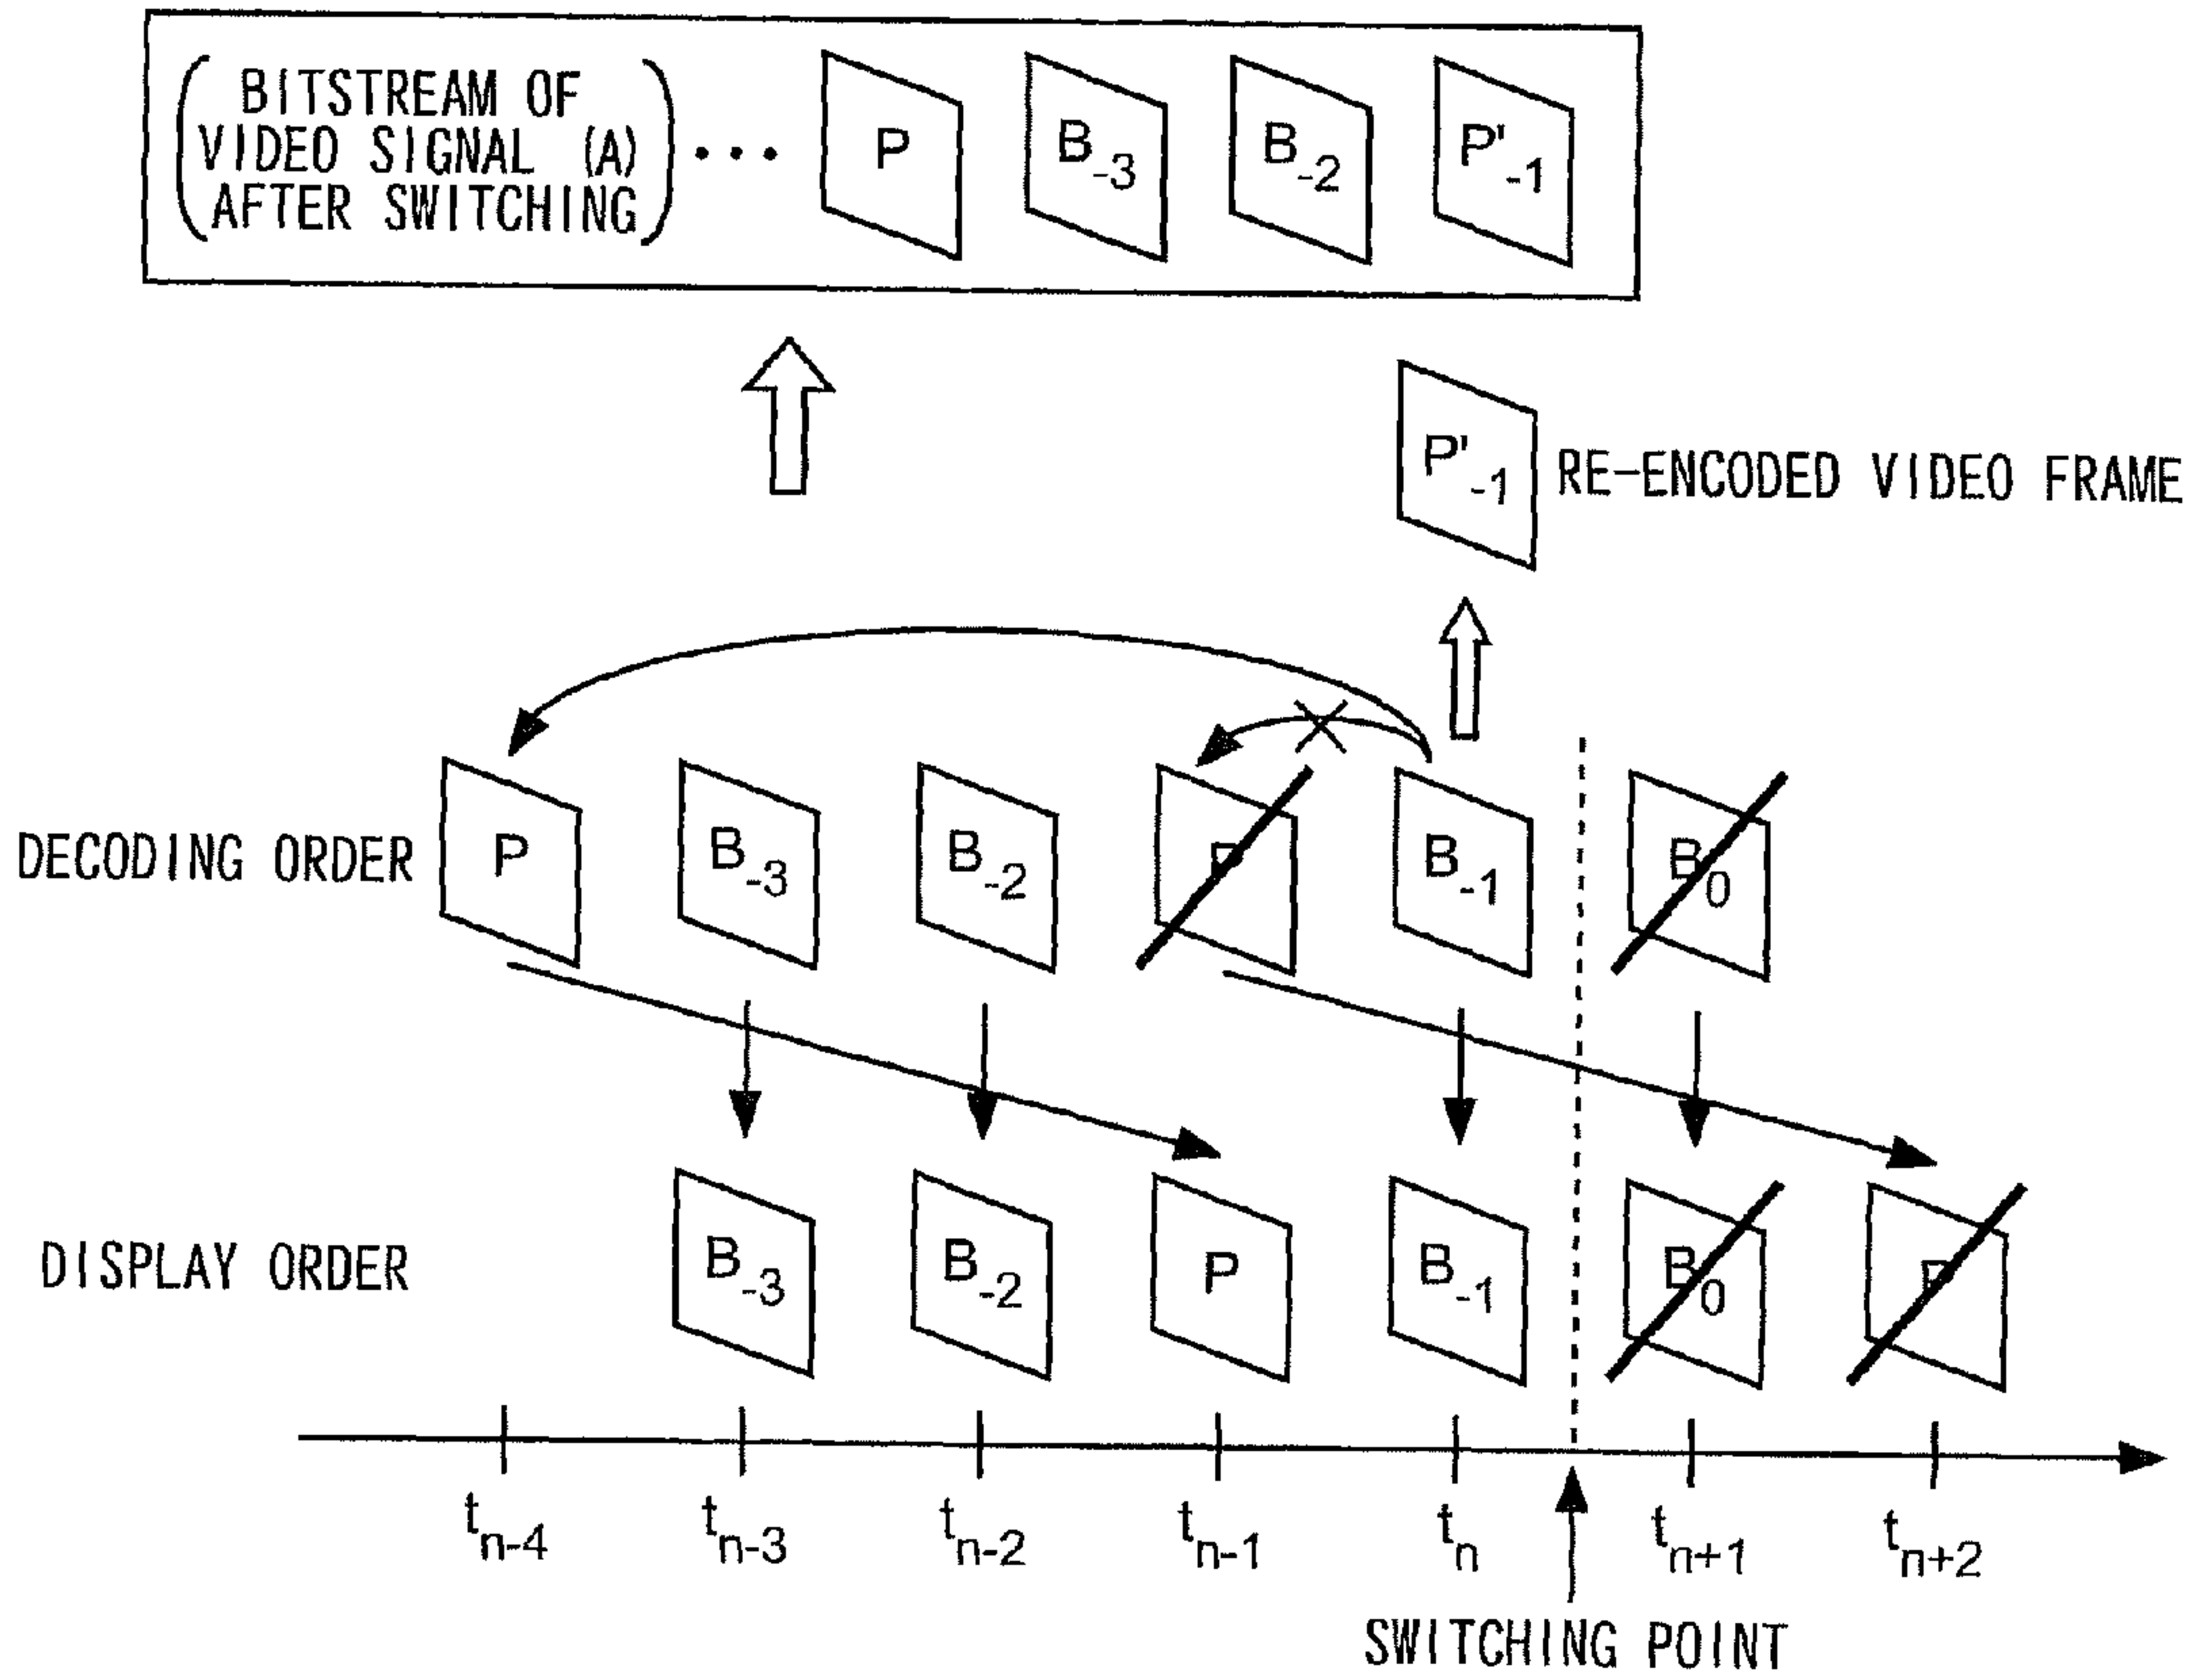 BITSTREAM OF
VIDEO SIGNAL (A)
AFTER SWITCHING
... P B-3 B-2 P'-1
P'-1 RE-ENCODED VIDEO FRAME
DECODING ORDER P B-3 B-2 P B-1 B0
DISPLAY ORDER B-3 B-2 P B-1 B0 P
tn-4 tn-3 tn-2 tn-1 tn tn+1 tn+2
SWITCHING POINT